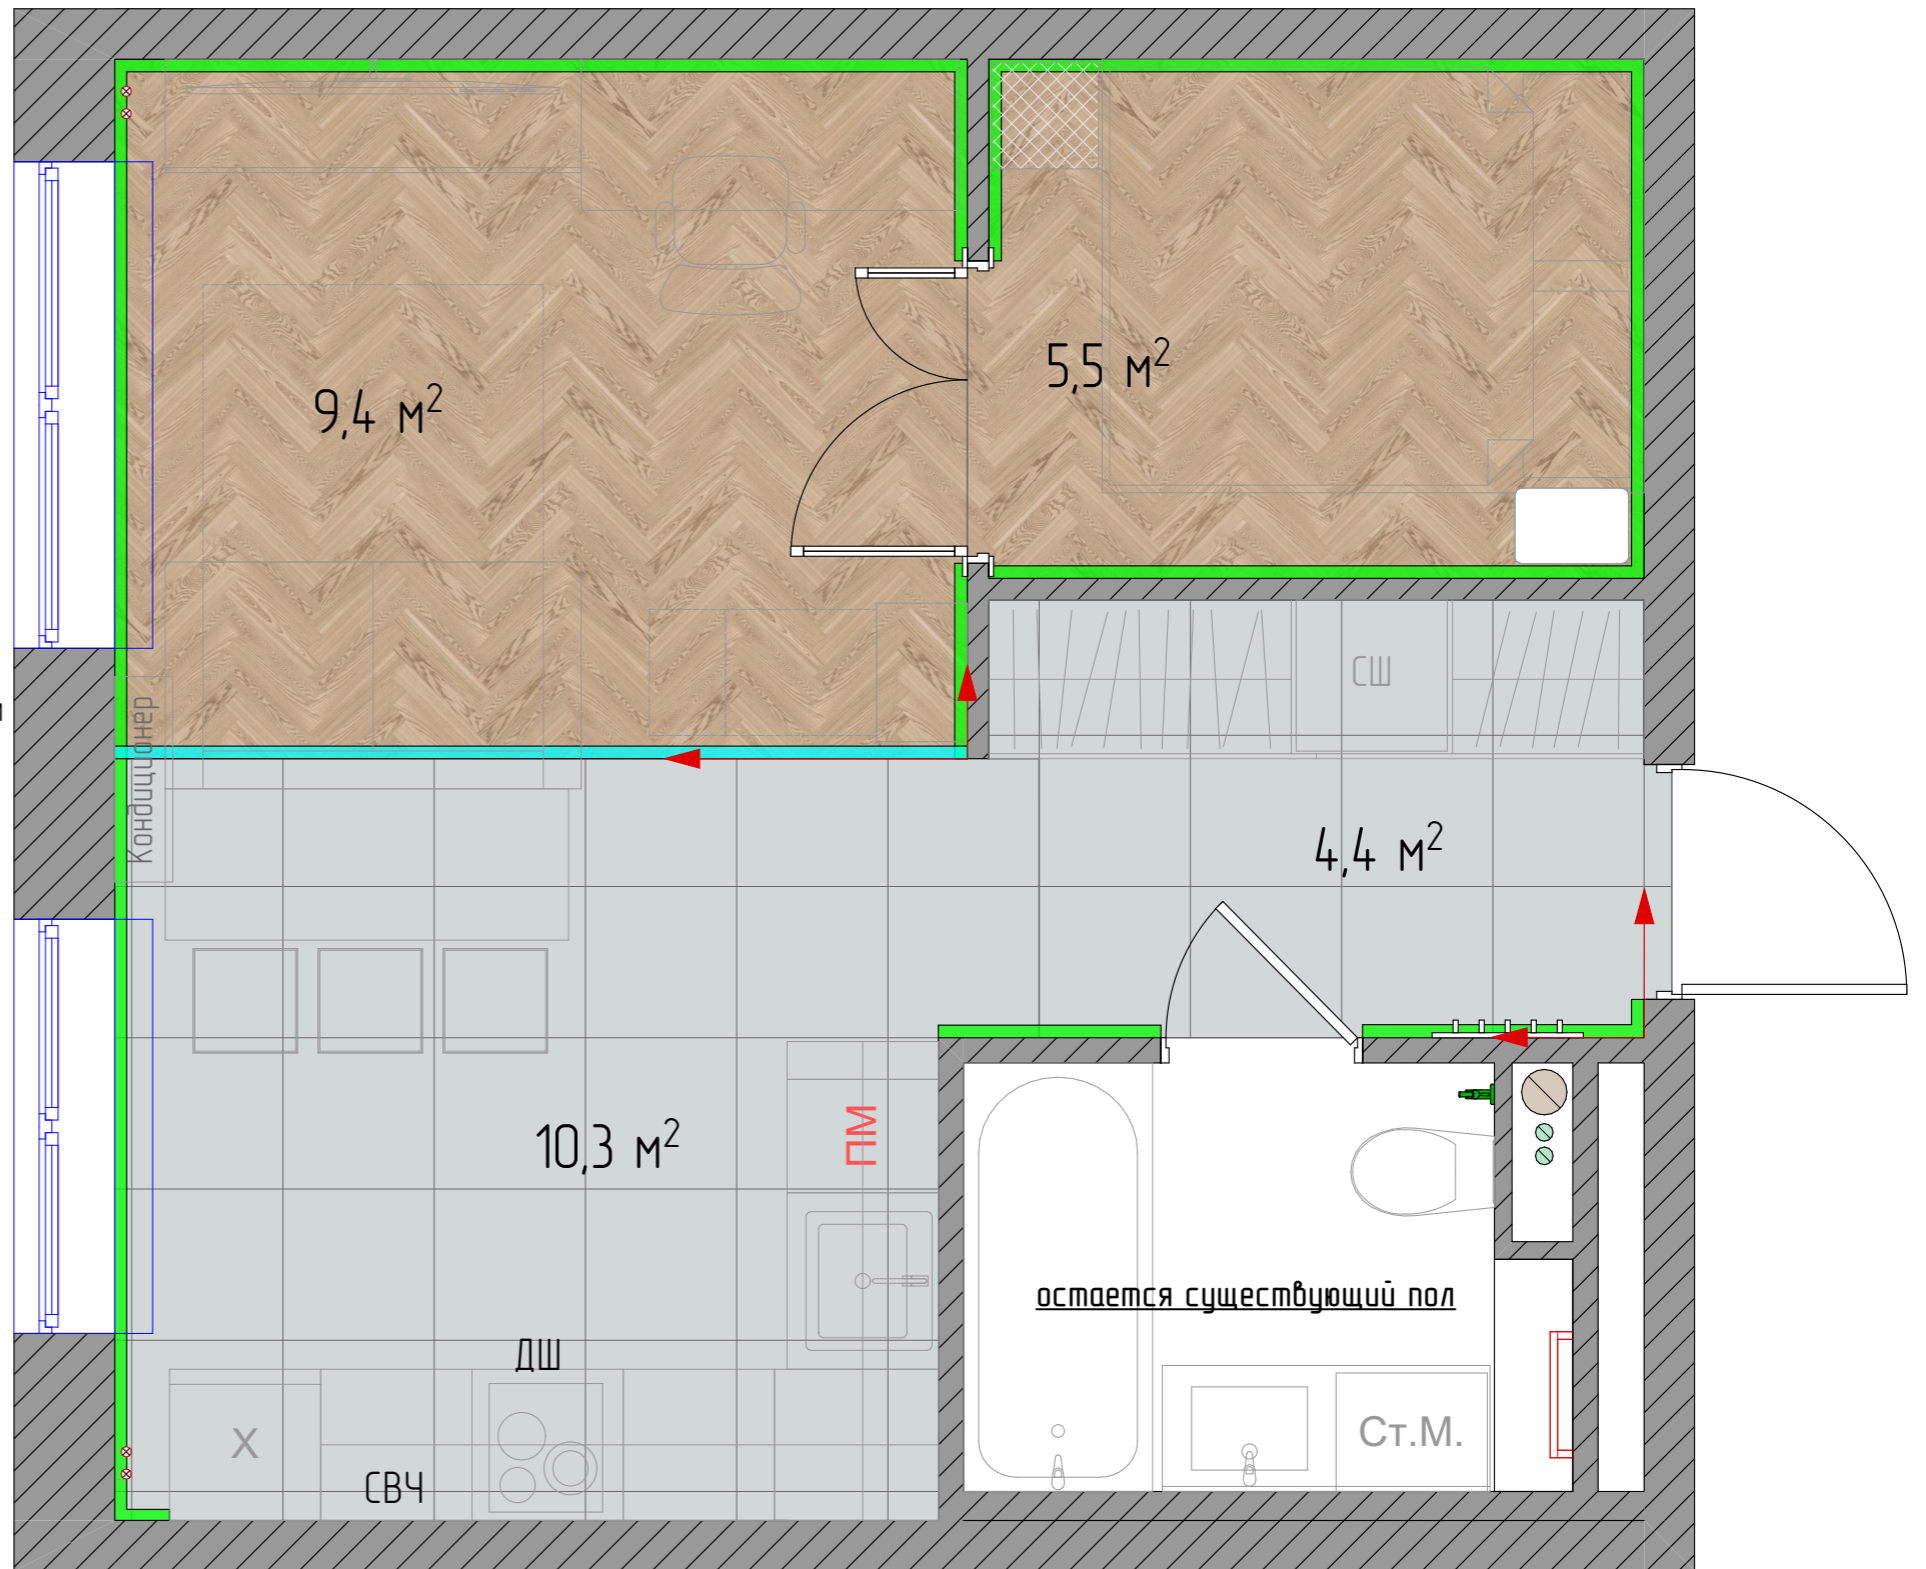 9,4 м²
5,5 м²
СШ
Кондиционер
4,4 м²
10,3 м²
ПМ
остается существующий пол
ДШ
Х
СВЧ
Ст.М.